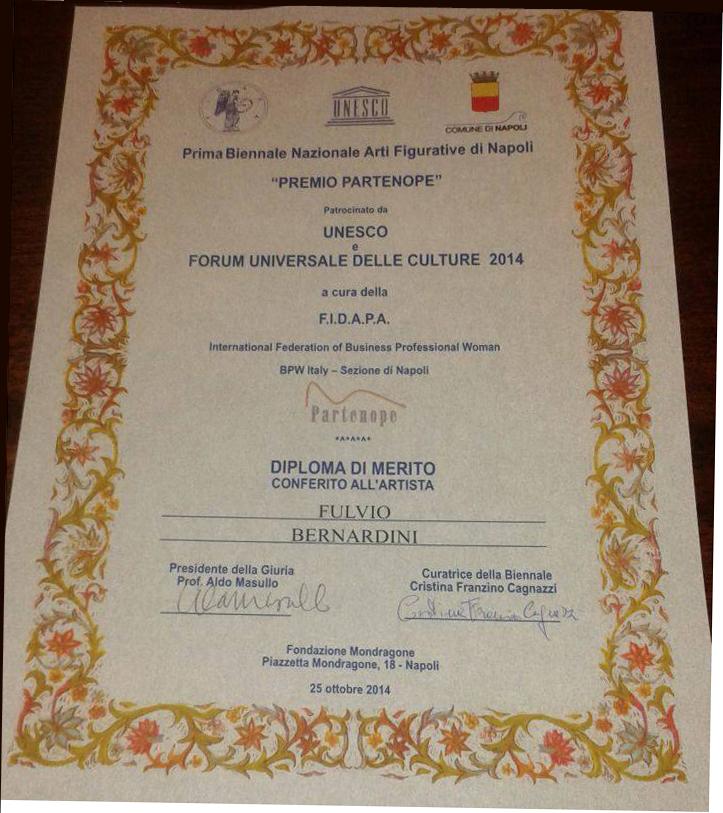 UNESCO
COMUNE DI NAPOLI
Prima Biennale Nazionale Arti Figurative di Napoli
“PREMIO PARTENOPE”
Patrocinato da
UNESCO
e
FORUM UNIVERSALE DELLE CULTURE 2014
a cura della
F.I.D.A.P.A.
International Federation of Business Professional Woman
BPW Italy – Sezione di Napoli
Partenope
*^*^*^*
DIPLOMA DI MERITO
CONFERITO ALL'ARTISTA
FULVIO
BERNARDINI
Presidente della Giuria
Prof. Aldo Masullo
Curatrice della Biennale
Cristina Franzino Cagnazzi
Fondazione Mondragone
Piazzetta Mondragone, 18 - Napoli
25 ottobre 2014